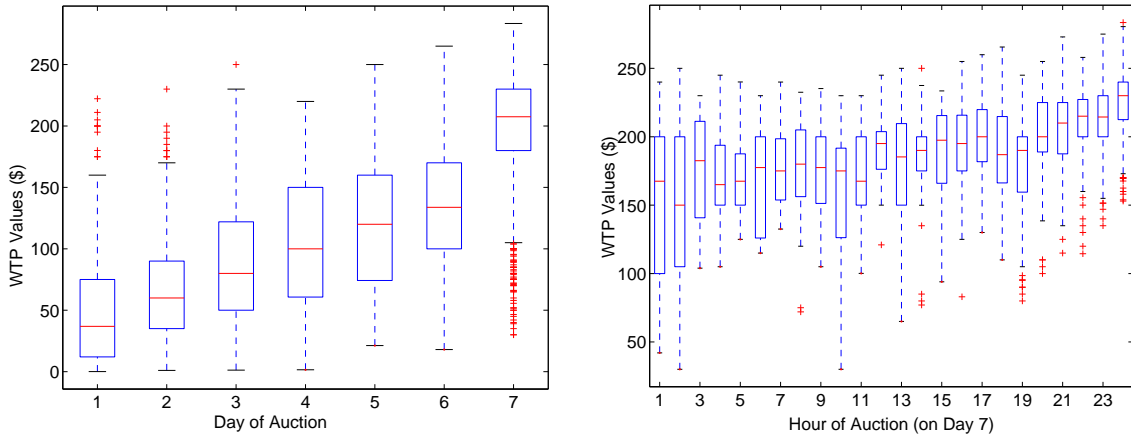 WTP Values ($)
250
200
150
100
50
0
1 2 3 4 5 6 7
Day of Auction
WTP Values ($)
250
200
150
100
50
1 3 5 7 9 11 13 15 17 19 21 23
Hour of Auction (on Day 7)